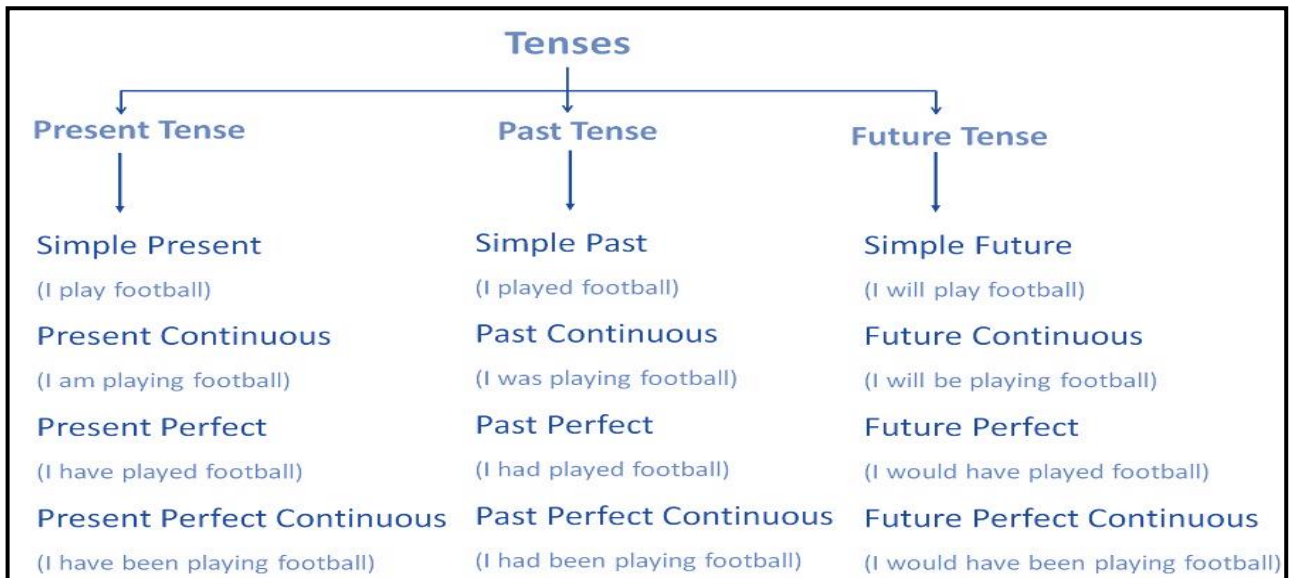 Tenses
Present Tense
Past Tense
Future Tense
Simple Present
(I play football)
Present Continuous
(I am playing football)
Present Perfect
(I have played football)
Present Perfect Continuous
(I have been playing football)
Simple Past
(I played football)
Past Continuous
(I was playing football)
Past Perfect
(I had played football)
Past Perfect Continuous
(I had been playing football)
Simple Future
(I will play football)
Future Continuous
(I will be playing football)
Future Perfect
(I would have played football)
Future Perfect Continuous
(I would have been playing football)